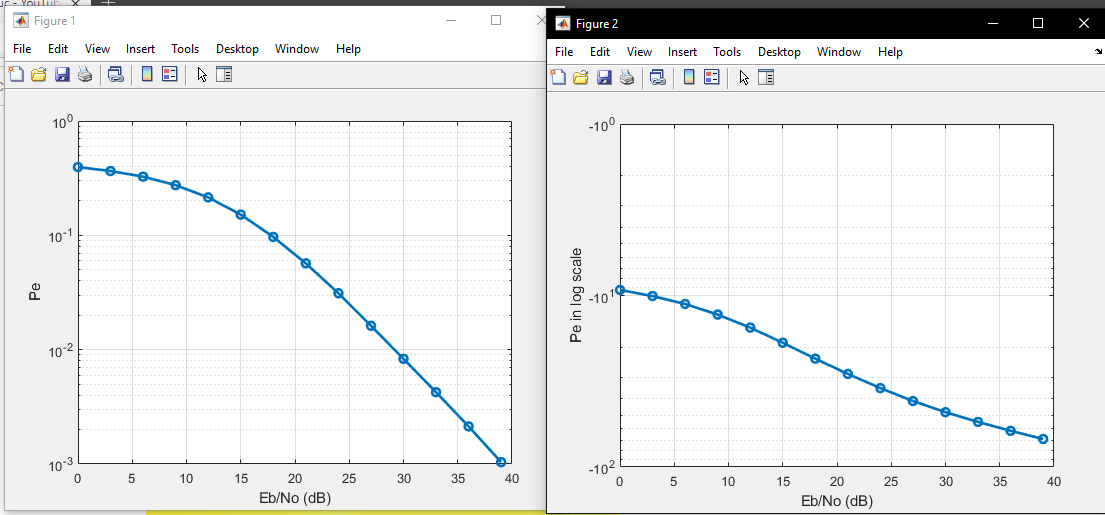 uc - YouTub
Figure 1
File Edit View Insert Tools Desktop Window Help
10^0
10^-1
10^-2
10^-3
Pe
0 5 10 15 20 25 30 35 40
Eb/No (dB)
Figure 2
File Edit View Insert Tools Desktop Window Help
-10^0
-10^1
-10^2
Pe in log scale
0 5 10 15 20 25 30 35 40
Eb/No (dB)